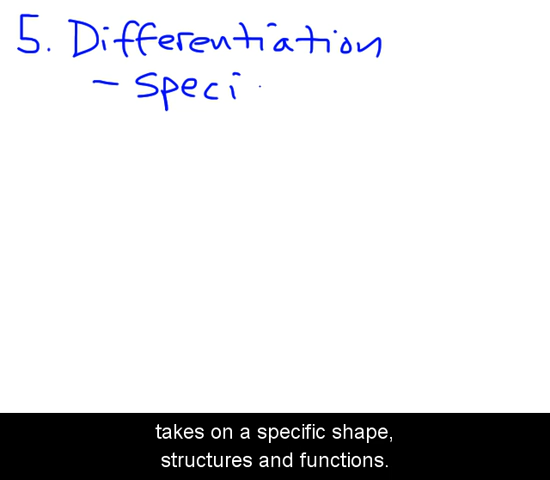 5. Differentiation
- Speci
takes on a specific shape,
structures and functions.